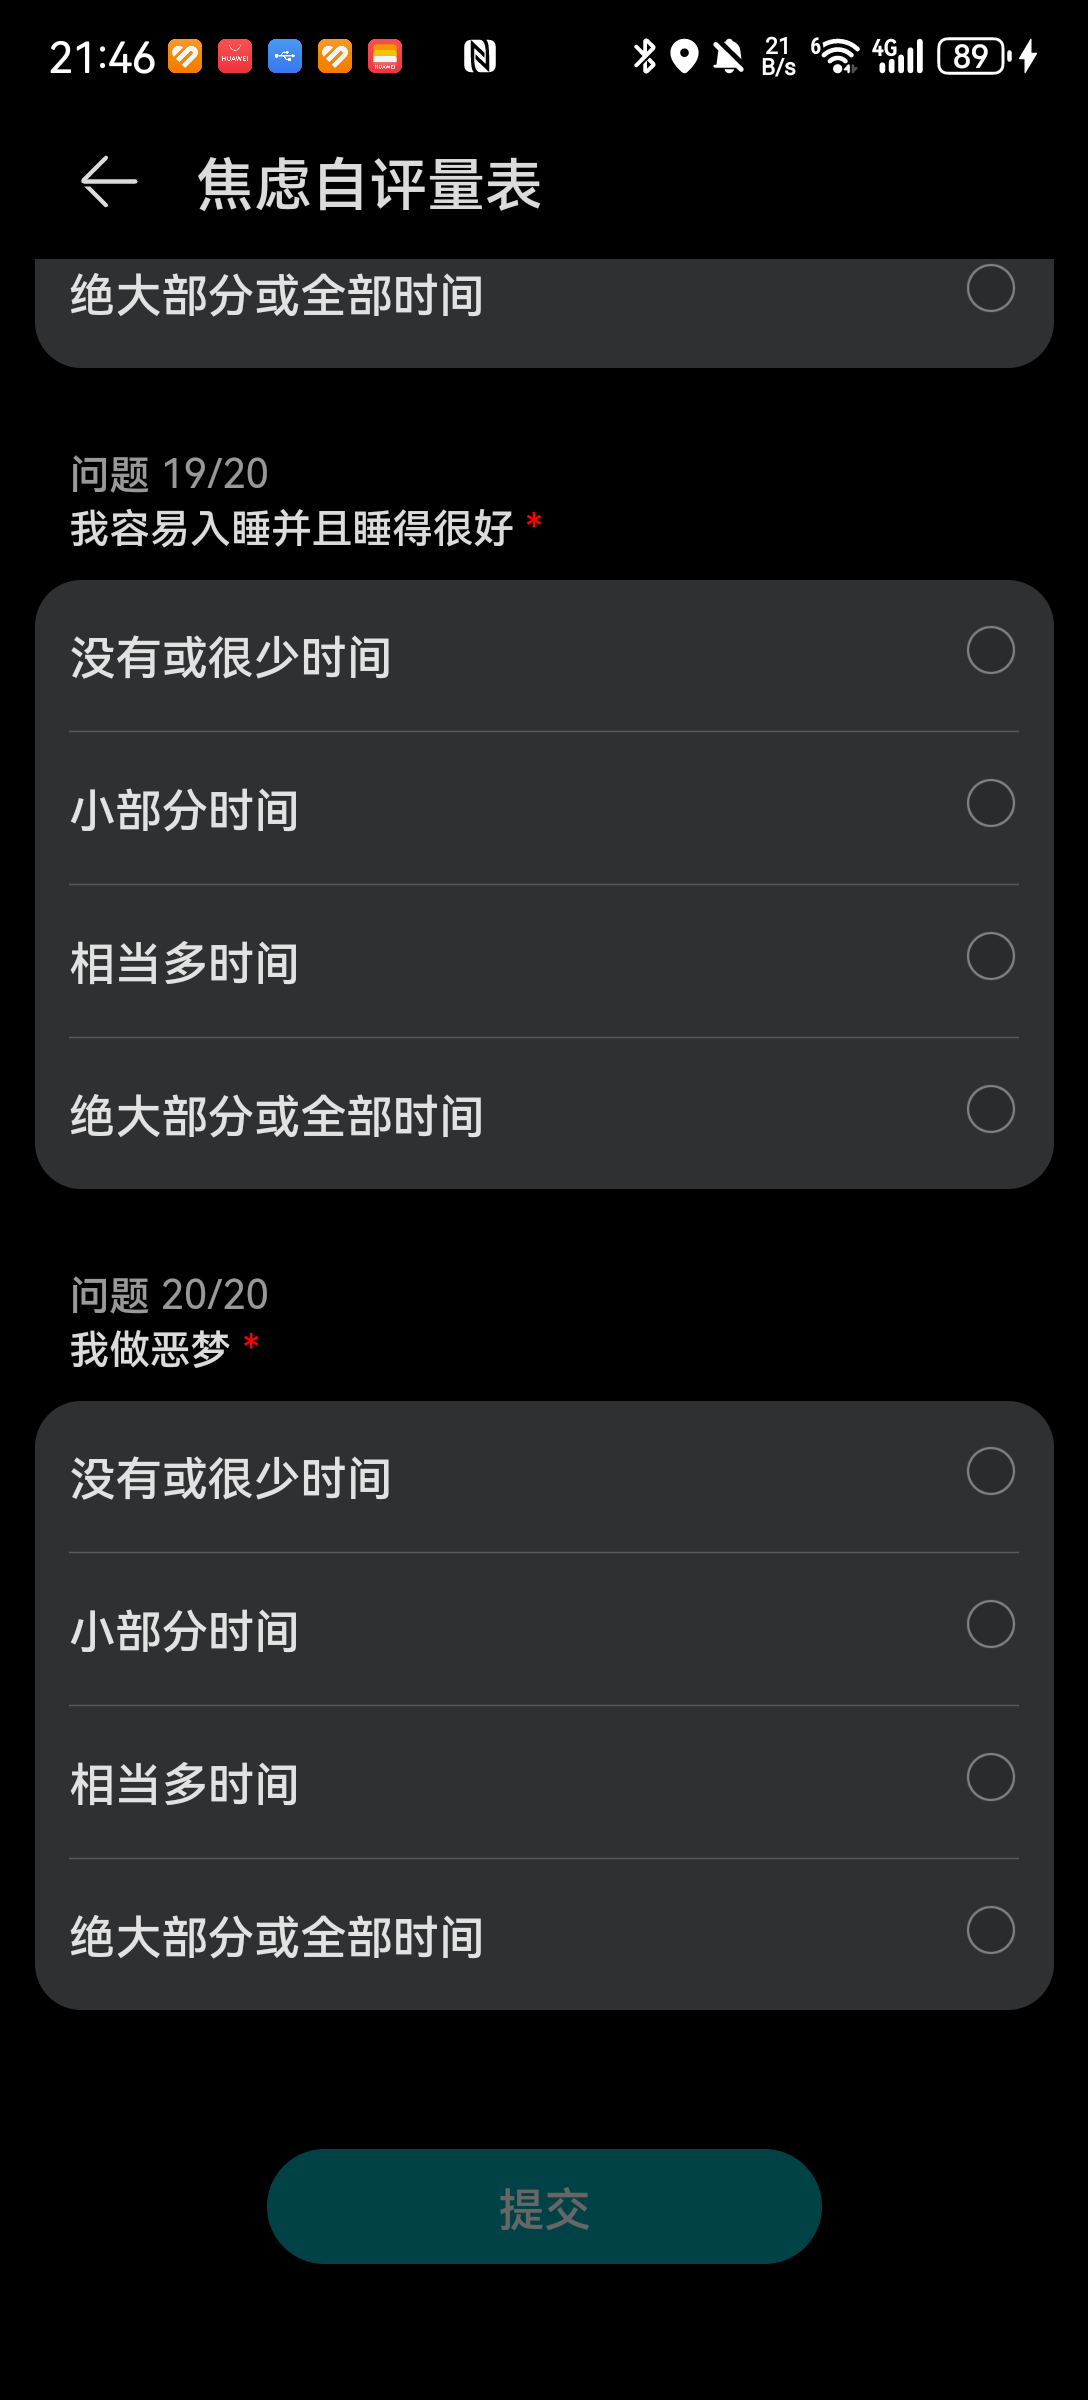 21:46 HUAWEI HUAWEI 21 B/s 6 4G 89
焦虑自评量表
绝大部分或全部时间
问题 19/20
我容易入睡并且睡得很好 *
没有或很少时间
小部分时间
相当多时间
绝大部分或全部时间
问题 20/20
我做恶梦 *
没有或很少时间
小部分时间
相当多时间
绝大部分或全部时间
提交